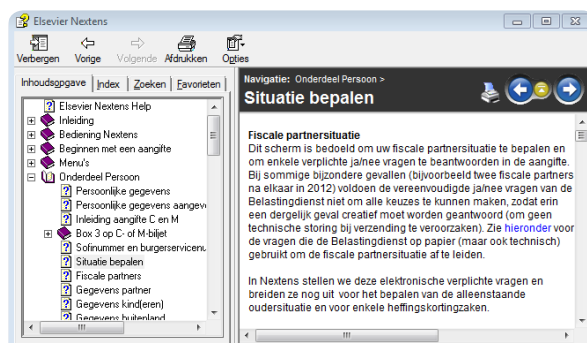 Elsevier Nextens
Verbergen Vorige Volgende Afdrukken Opties
Inhoudsopgave Index Zoeken Favorieten
Elsevier Nextens Help
Inleiding
Bediening Nextens
Beginnen met een aangifte
Menu's
Onderdeel Persoon
Persoonlijke gegevens
Persoonlijke gegevens aangev
Inleiding aangifte C en M
Box 3 op C- of M-biljet
Sofinummer en burgerservicenu
Situatie bepalen
Fiscale partners
Gegevens partner
Gegevens kind(eren)
Gegevens buitenland
Navigatie: Onderdeel Persoon >
Situatie bepalen
Fiscale partnersituatie
Dit scherm is bedoeld om uw fiscale partnersituatie te bepalen en
om enkele verplichte ja/nee vragen te beantwoorden in de aangifte.
Bij sommige bijzondere gevallen (bijvoorbeeld twee fiscale partners
na elkaar in 2012) voldoen de vereenvoudigde ja/nee vragen van de
Belastingdienst niet om alle keuzes te kunnen maken, zodat erin
een dergelijk geval creatief moet worden geantwoord (om geen
technische storing bij verzending te veroorzaken). Zie hieronder voor
de vragen die de Belastingdienst op papier (maar ook technisch)
gebruikt om de fiscale partnersituatie af te leiden.
In Nextens stellen we deze elektronische verplichte vragen en
breiden ze nog uit voor het bepalen van de alleenstaande
oudersituatie en voor enkele heffingskortingzaken.